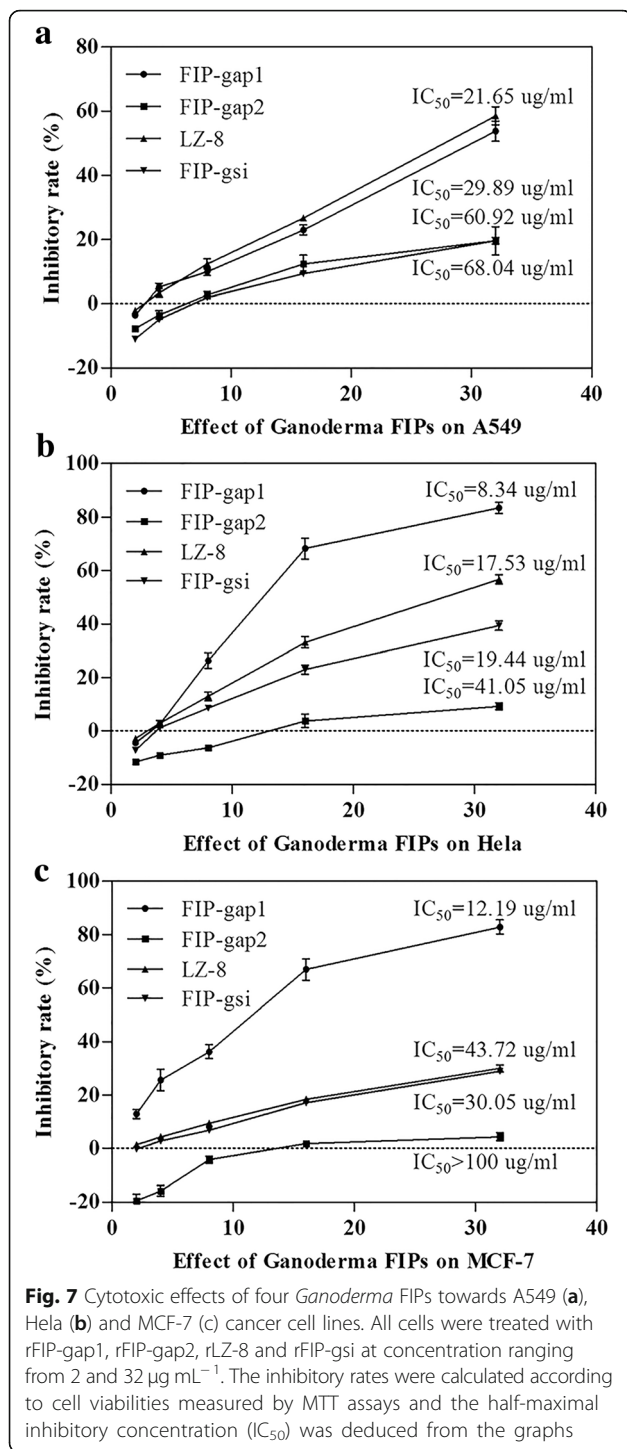 a
80
60
40
20
0
-20
0
10
20
30
40
Inhibitory rate (%)
FIP-gap1
FIP-gap2
LZ-8
FIP-gsi
IC₅₀=21.65 ug/ml
IC₅₀=29.89 ug/ml
IC₅₀=60.92 ug/ml
IC₅₀=68.04 ug/ml
Effect of Ganoderma FIPs on A549
b
100
80
60
40
20
0
-20
0
10
20
30
40
Inhibitory rate (%)
FIP-gap1
FIP-gap2
LZ-8
FIP-gsi
IC₅₀=8.34 ug/ml
IC₅₀=17.53 ug/ml
IC₅₀=19.44 ug/ml
IC₅₀=41.05 ug/ml
Effect of Ganoderma FIPs on Hela
c
100
80
60
40
20
0
-20
0
10
20
30
40
Inhibitory rate (%)
FIP-gap1
FIP-gap2
LZ-8
FIP-gsi
IC₅₀=12.19 ug/ml
IC₅₀=43.72 ug/ml
IC₅₀=30.05 ug/ml
IC₅₀>100 ug/ml
Effect of Ganoderma FIPs on MCF-7
Fig. 7 Cytotoxic effects of four Ganoderma FIPs towards A549 (a),
Hela (b) and MCF-7 (c) cancer cell lines. All cells were treated with
rFIP-gap1, rFIP-gap2, rLZ-8 and rFIP-gsi at concentration ranging
from 2 and 32 μg mL⁻¹. The inhibitory rates were calculated according
to cell viabilities measured by MTT assays and the half-maximal
inhibitory concentration (IC₅₀) was deduced from the graphs